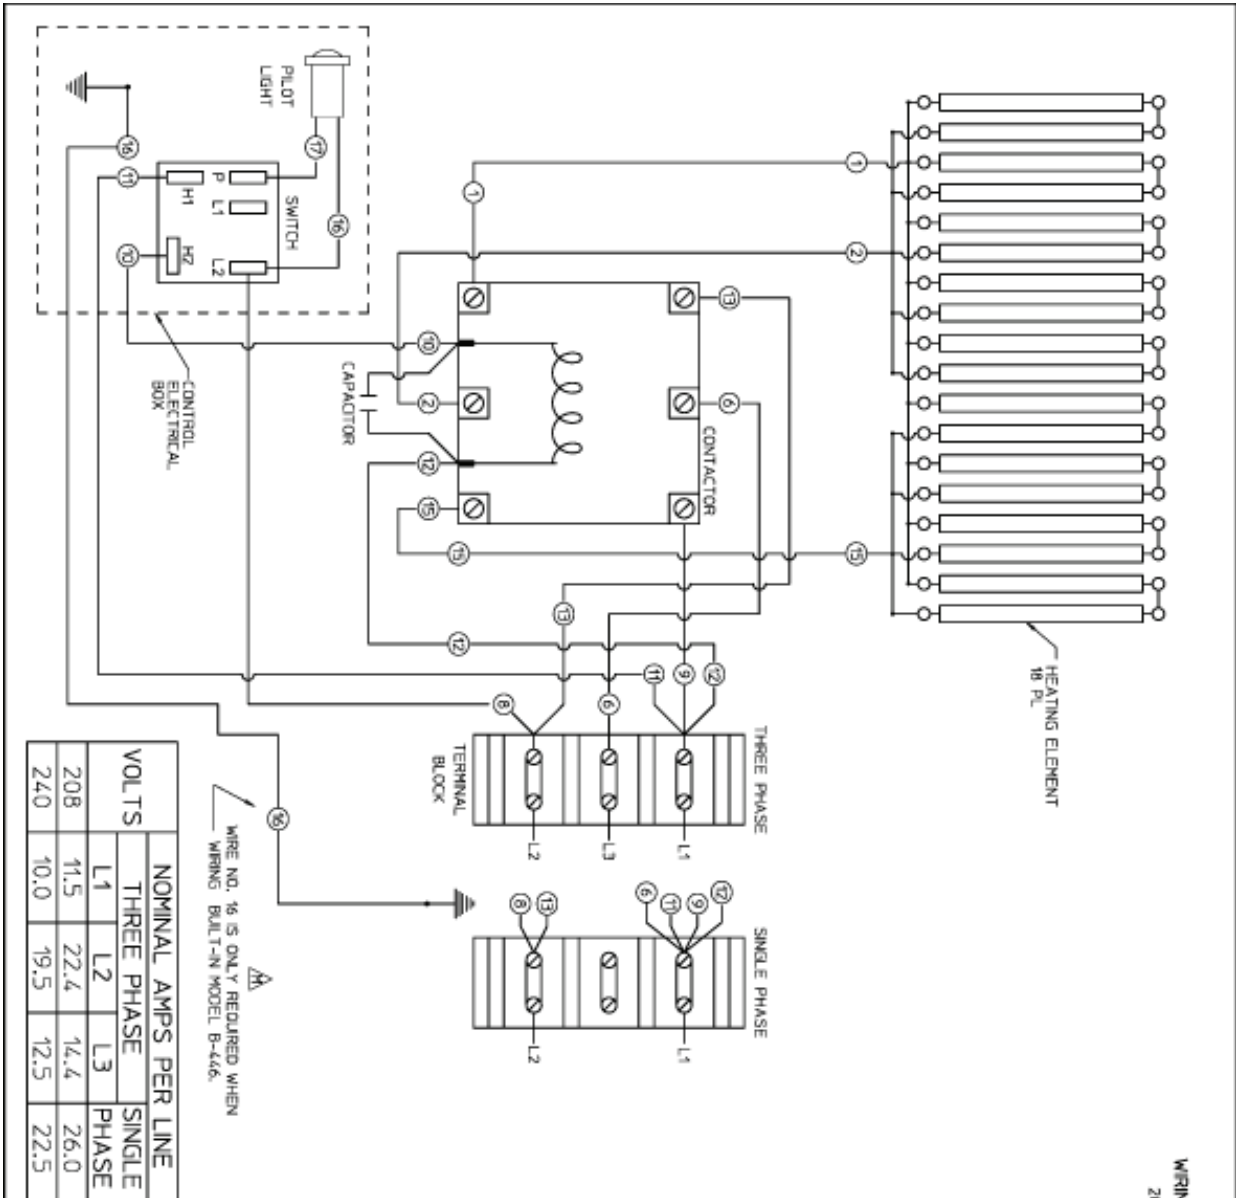 PILOT
LIGHT
17
16
16
11
P
H1
L1
SWITCH
H2
L2
10
CONTROL
ELECTRICAL
BOX
1
1
2
13
10
CAPACITOR
2
6
CONTACTOR
12
15
15
15
HEATING ELEMENT
18 PL
13
12
11
9
12
8
6
THREE PHASE
TERMINAL
BLOCK
L2
L3
L1
16
WIRE NO. 16 IS ONLY REQUIRED WHEN
WIRING BUILT-IN MODEL B-446.
8
13
6
11
9
12
SINGLE PHASE
L2
L1
NOMINAL AMPS PER LINE
VOLTS THREE PHASE SINGLE
L1 L2 L3 PHASE
208 11.5 22.4 14.4 26.0
240 10.0 19.5 12.5 22.5